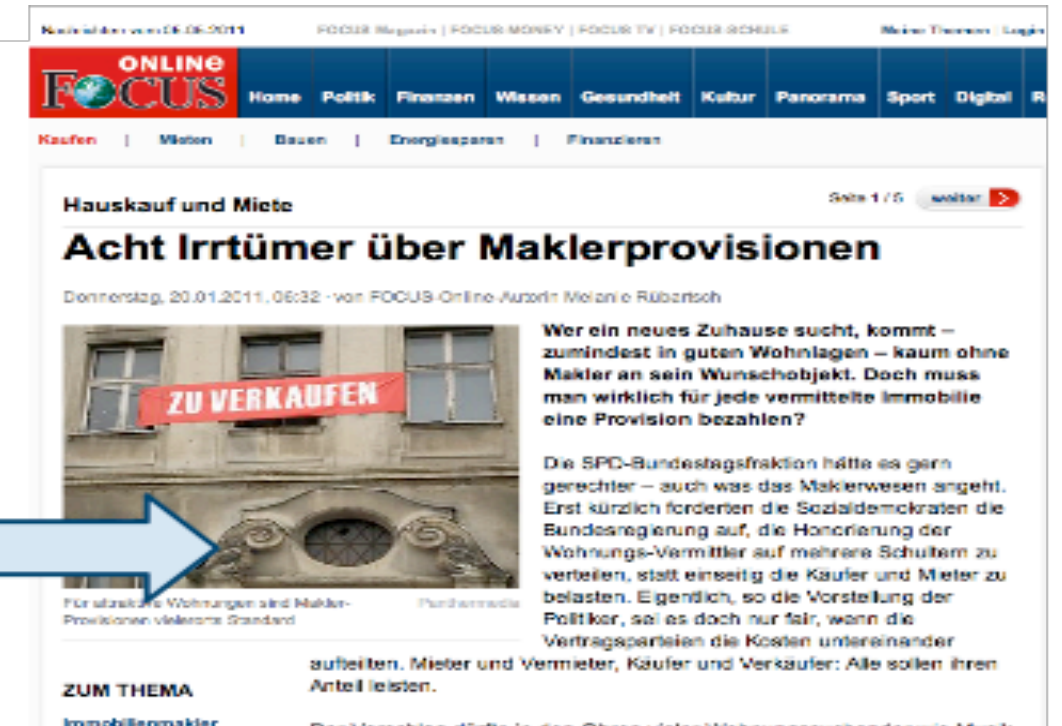 Nachrichten vom 06.06.2011 FOCUS Magazin | FOCUS-MONEY | FOCUS TV | FOCUS-SCHULE Meine Themen | Login
ONLINE
FOCUS
Home Politik Finanzen Wissen Gesundheit Kultur Panorama Sport Digital R
Kaufen | Mieten | Bauen | Energiesparen | Finanzieren
Hauskauf und Miete
Seite 1 / 5 weiter
Acht Irrtümer über Maklerprovisionen
Donnerstag, 20.01.2011, 06:32 · von FOCUS-Online-Autorin Melanie Rübartsch
ZU VERKAUFEN
Für attraktive Wohnungen sind Makler-
Provisionen vielerorts Standard
Panthermedia
Wer ein neues Zuhause sucht, kommt –
zumindest in guten Wohnlagen – kaum ohne
Makler an sein Wunschobjekt. Doch muss
man wirklich für jede vermittelte Immobilie
eine Provision bezahlen?
Die SPD-Bundestagsfraktion hätte es gern
gerechter – auch was das Maklerwesen angeht.
Erst kürzlich forderten die Sozialdemokraten die
Bundesregierung auf, die Honorierung der
Wohnungs-Vermittler auf mehrere Schultern zu
verteilen, statt einseitig die Käufer und Mieter zu
belasten. Eigentlich, so die Vorstellung der
Politiker, sei es doch nur fair, wenn die
Vertragsparteien die Kosten untereinander
aufteilten. Mieter und Vermieter, Käufer und Verkäufer: Alle sollen ihren
Anteil leisten.
ZUM THEMA
Immobilienmakler